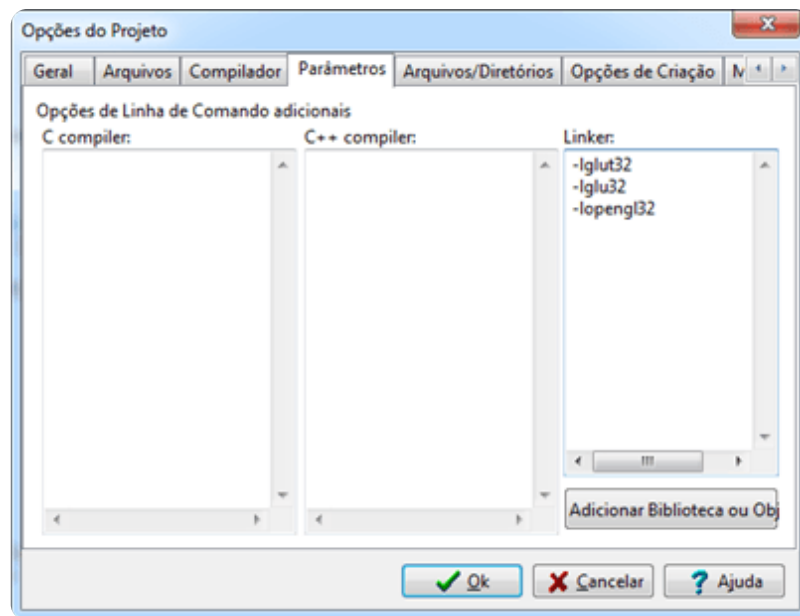 Opções do Projeto
Geral Arquivos Compilador Parâmetros Arquivos/Diretórios Opções de Criação
Opções de Linha de Comando adicionais
C compiler: C++ compiler: Linker:
-lglut32
-lglu32
-lopengl32
Adicionar Biblioteca ou Obj
Ok Cancelar ? Ajuda